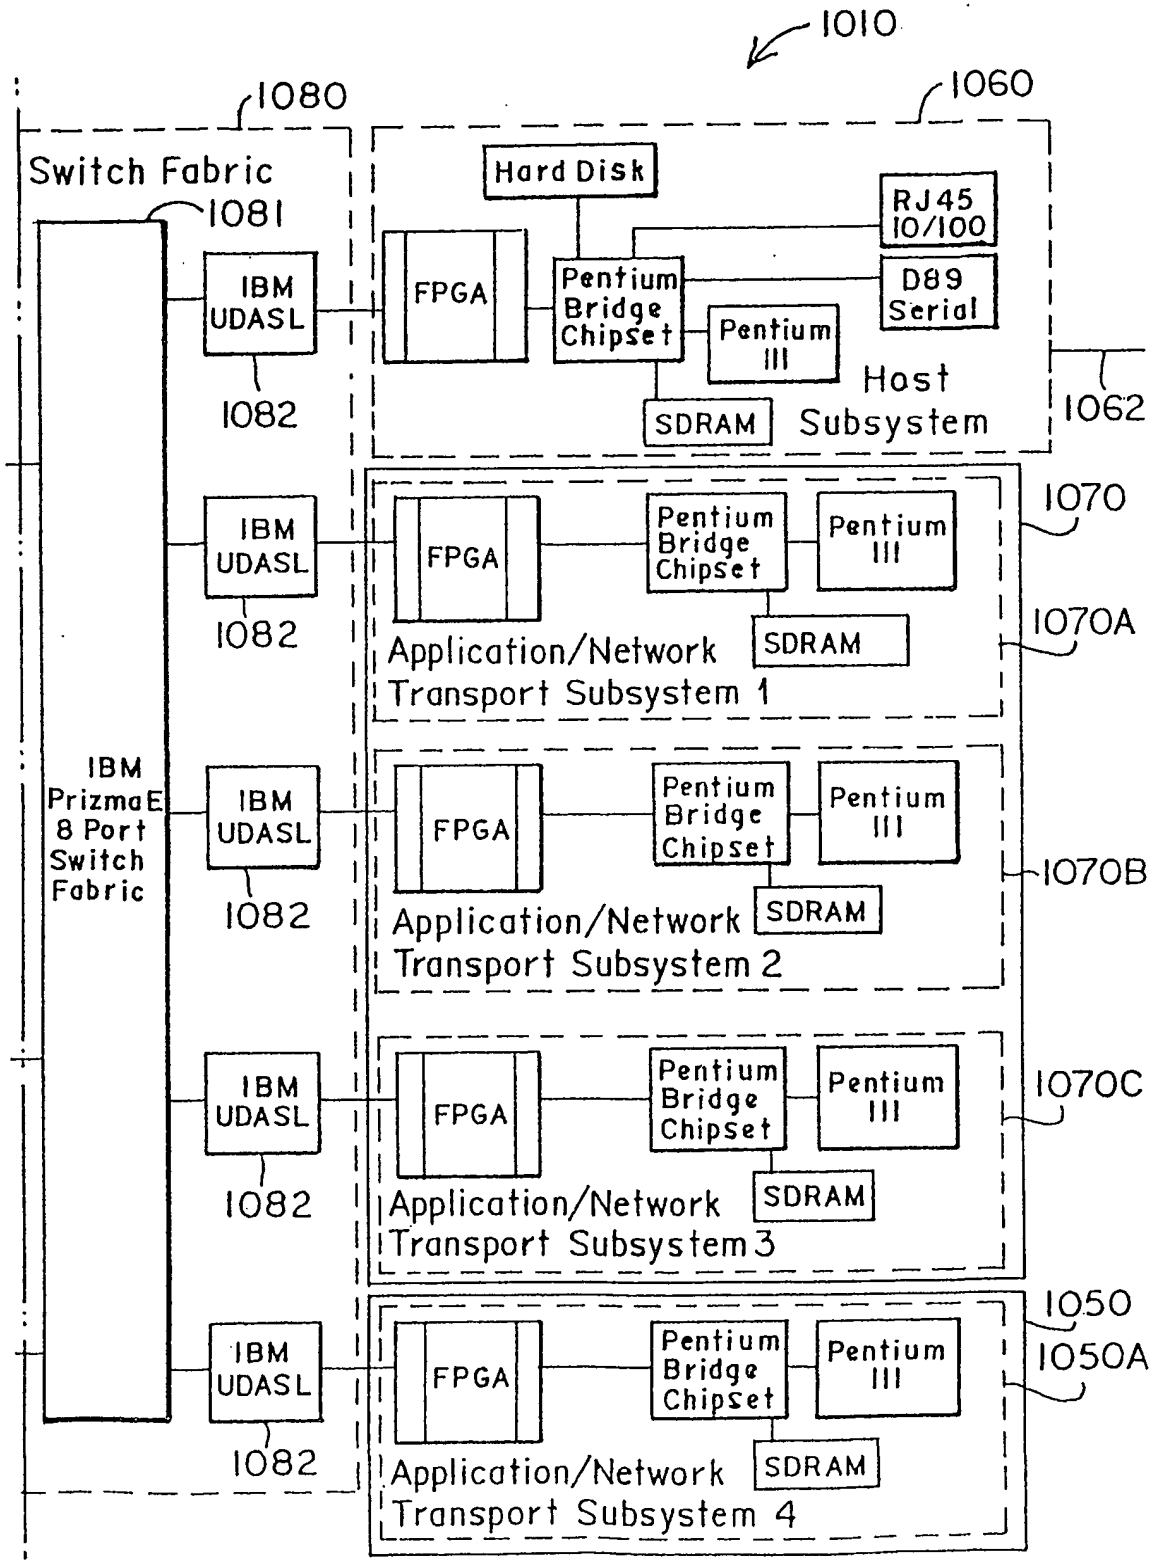 1010
1080
1060
Switch Fabric
1081
Hard Disk
RJ45
10/100
IBM
UDASL
FPGA
Pentium
Bridge
Chipset
D89
Serial
Pentium
III
1082
SDRAM
Host
Subsystem
1062
IBM
UDASL
1082
FPGA
Pentium
Bridge
Chipset
Pentium
III
1070
SDRAM
1070A
Application/Network
Transport Subsystem 1
IBM
PrizmaE
8 Port
Switch
Fabric
IBM
UDASL
1082
FPGA
Pentium
Bridge
Chipset
Pentium
III
1070B
SDRAM
Application/Network
Transport Subsystem 2
IBM
UDASL
1082
FPGA
Pentium
Bridge
Chipset
Pentium
III
1070C
SDRAM
Application/Network
Transport Subsystem 3
IBM
UDASL
1082
FPGA
Pentium
Bridge
Chipset
Pentium
III
1050
1050A
SDRAM
Application/Network
Transport Subsystem 4